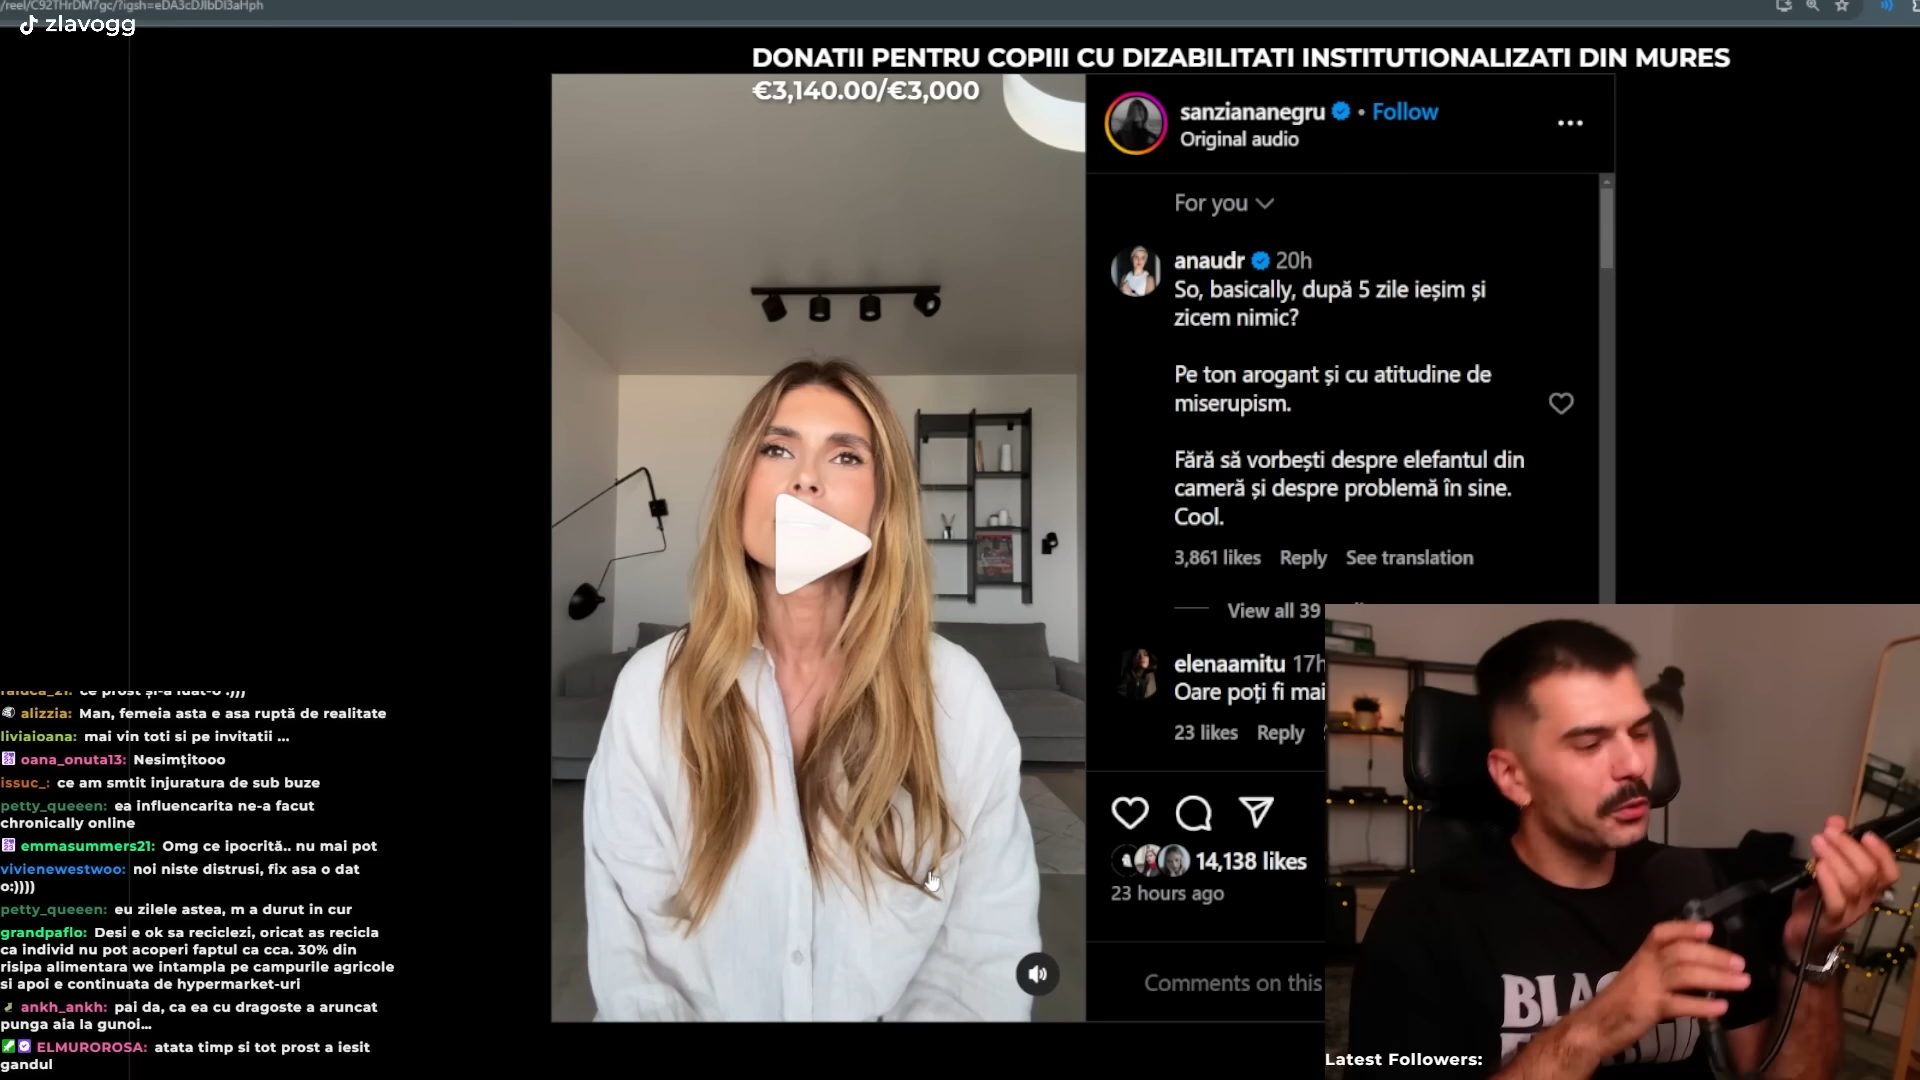 /reel/C92THrDM7gc/?igsh=eDA3cDJlbDl3aHph
zlavogg
DONATII PENTRU COPIII CU DIZABILITATI INSTITUTIONALIZATI DIN MURES
€3,140.00/€3,000
sanziananegru • Follow
Original audio
For you
anaudr 20h
So, basically, după 5 zile ieșim și
zicem nimic?
Pe ton arogant și cu atitudine de
miserupism.
Fără să vorbești despre elefantul din
cameră și despre problemă în sine.
Cool.
3,861 likes Reply See translation
View all 39
elenaamitu 17h
Oare poți fi mai
23 likes Reply
14,138 likes
23 hours ago
Comments on this
raluca_21: ce prost și-a luat-o :)))
alizzia: Man, femeia asta e asa ruptă de realitate
liviaioana: mai vin toti si pe invitatii ...
oana_onuta13: Nesimțitooo
issuc_: ce am smtit injuratura de sub buze
petty_queeen: ea influencarita ne-a facut
chronically online
emmasummers21: Omg ce ipocrită.. nu mai pot
vivienewestwoo: noi niste distrusi, fix asa o dat
o:))))
petty_queeen: eu zilele astea, m a durut in cur
grandpaflo: Desi e ok sa reciclezi, oricat as recicla
ca individ nu pot acoperi faptul ca cca. 30% din
risipa alimentara we intampla pe campurile agricole
si apoi e continuata de hypermarket-uri
ankh_ankh: pai da, ca ea cu dragoste a aruncat
punga aia la gunoi...
ELMUROROSA: atata timp si tot prost a iesit
gandul
Latest Followers: